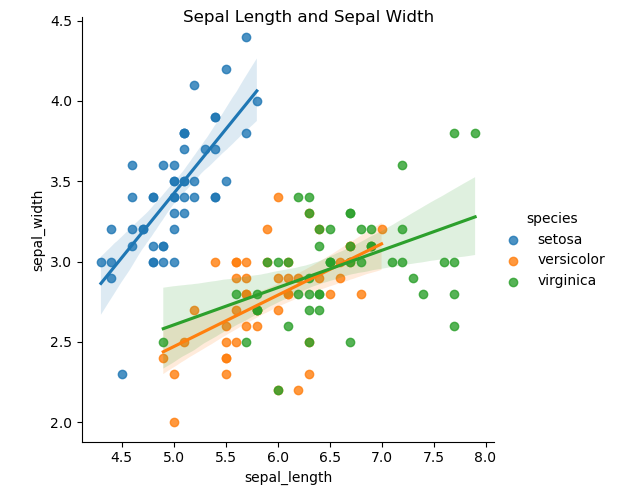 Sepal Length and Sepal Width
4.5
4.0
3.5
3.0
2.5
2.0
sepal_width
4.5 5.0 5.5 6.0 6.5 7.0 7.5 8.0
sepal_length
species
setosa
versicolor
virginica